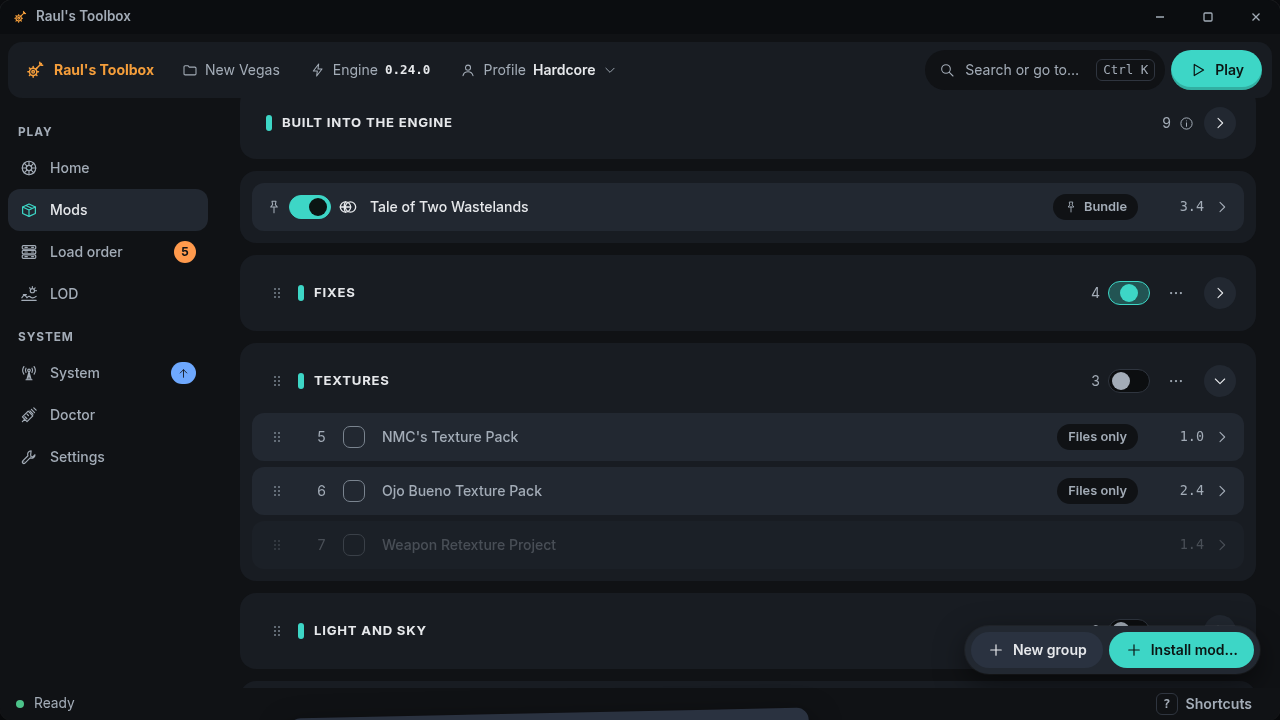 Raul's Toolbox
Raul's Toolbox
New Vegas
Engine 0.24.0
Profile Hardcore
Search or go to...
Ctrl K
Play
PLAY
Home
Mods
Load order
5
LOD
SYSTEM
System
Doctor
Settings
BUILT INTO THE ENGINE
9
Tale of Two Wastelands
Bundle
3.4
FIXES
4
TEXTURES
3
5 NMC's Texture Pack
Files only
1.0
6 Ojo Bueno Texture Pack
Files only
2.4
7 Weapon Retexture Project
1.4
LIGHT AND SKY
New group
Install mod...
Ready
? Shortcuts